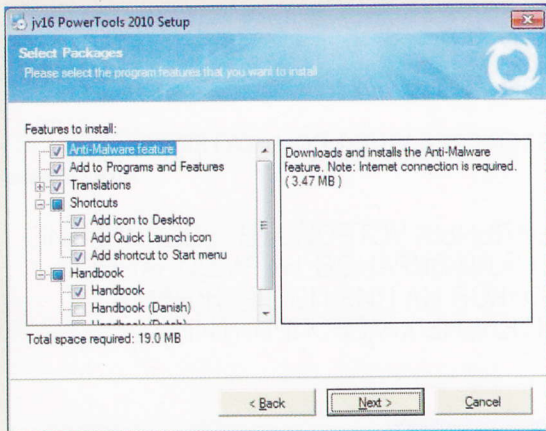 jv16 PowerTools 2010 Setup
Select Packages
Please select the program features that you want to install
Features to install:
Anti-Malware feature
Add to Programs and Features
Translations
Shortcuts
Add icon to Desktop
Add Quick Launch icon
Add shortcut to Start menu
Handbook
Handbook
Handbook (Danish)
Handbook (Dutch)
Downloads and installs the Anti-Malware
feature. Note: Internet connection is required.
( 3.47 MB )
Total space required: 19.0 MB
< Back
Next >
Cancel